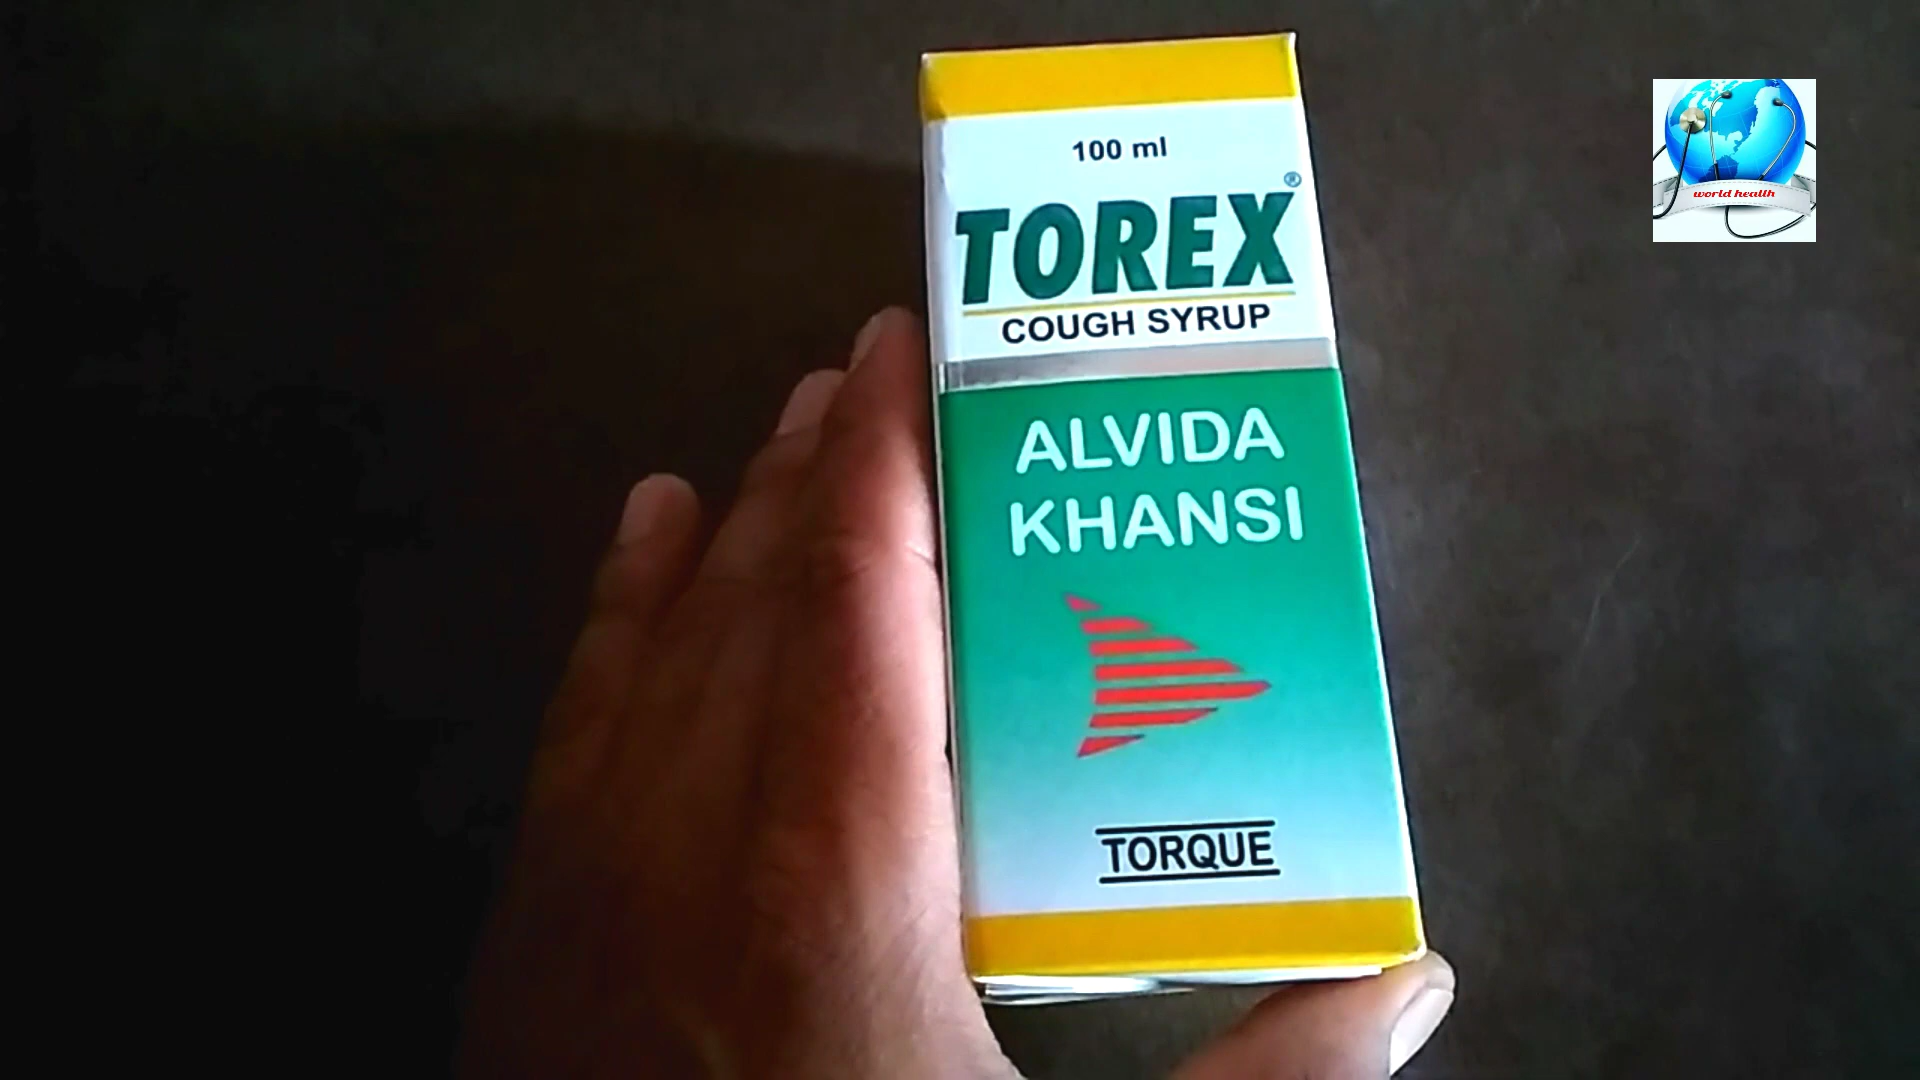 100 ml
TOREX®
COUGH SYRUP
ALVIDA
KHANSI
TORQUE
world health